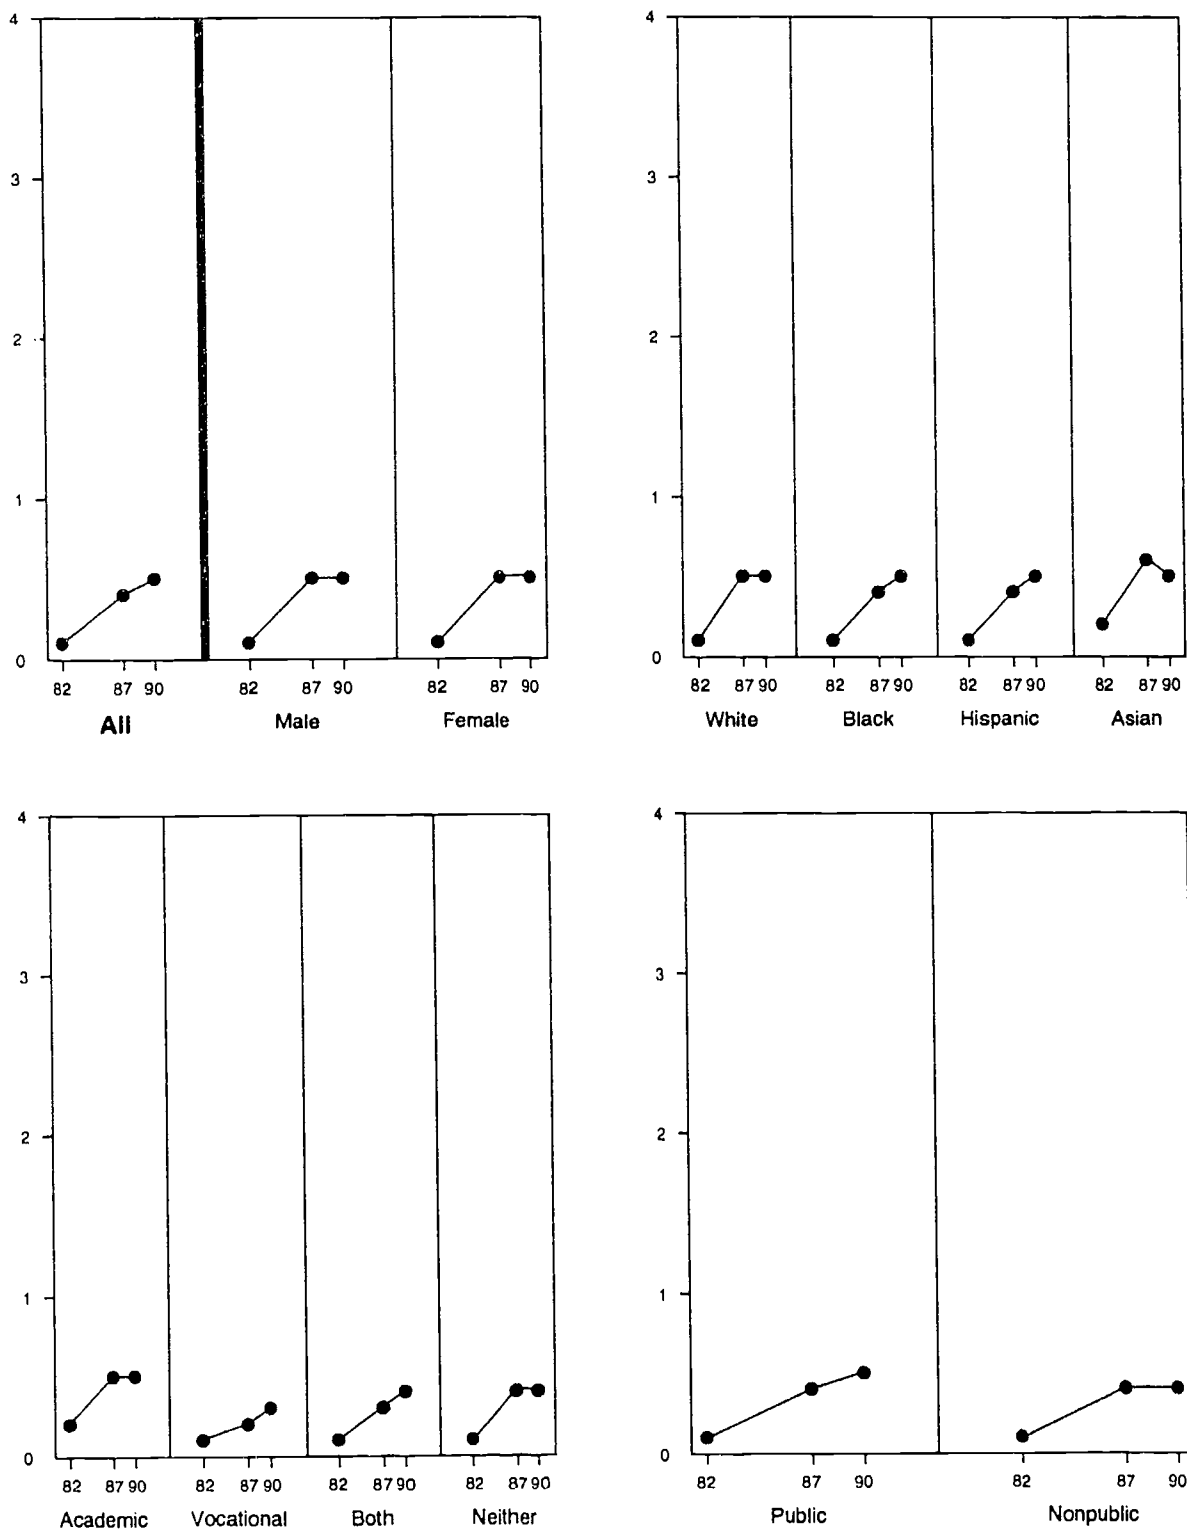 4
3
2
1
0
82 87 90 82 87 90 82 87 90
All Male Female
4
3
2
1
0
82 87 90 82 87 90 82 87 90 82 87 90
White Black Hispanic Asian
4
3
2
1
0
82 87 90 82 87 90 82 87 90 82 87 90
Academic Vocational Both Neither
4
3
2
1
0
82 87 90 82 87 90
Public Nonpublic